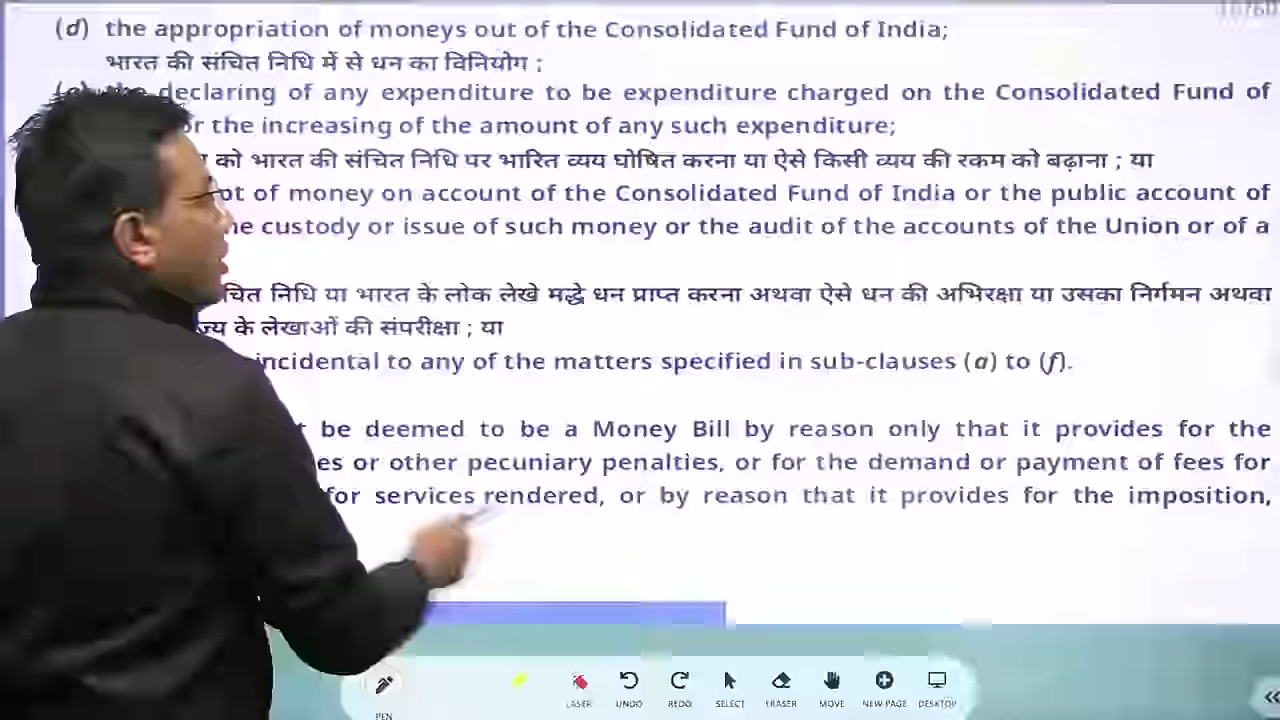 (d) the appropriation of moneys out of the Consolidated Fund of India;
भारत की संचित निधि में से धन का विनियोग ;
(e) the declaring of any expenditure to be expenditure charged on the Consolidated Fund of
or the increasing of the amount of any such expenditure;
को भारत की संचित निधि पर भारित व्यय घोषित करना या ऐसे किसी व्यय की रकम को बढ़ाना ; या
of money on account of the Consolidated Fund of India or the public account of
custody or issue of such money or the audit of the accounts of the Union or of a
निधि या भारत के लोक लेखे मद्धे धन प्राप्त करना अथवा ऐसे धन की अभिरक्षा या उसका निर्गमन अथवा
के लेखाओं की संपरीक्षा ; या
incidental to any of the matters specified in sub-clauses (a) to (f).
be deemed to be a Money Bill by reason only that it provides for the
or other pecuniary penalties, or for the demand or payment of fees for
for services rendered, or by reason that it provides for the imposition,
PEN LASER UNDO REDO SELECT ERASER MOVE NEW PAGE DESKTOP